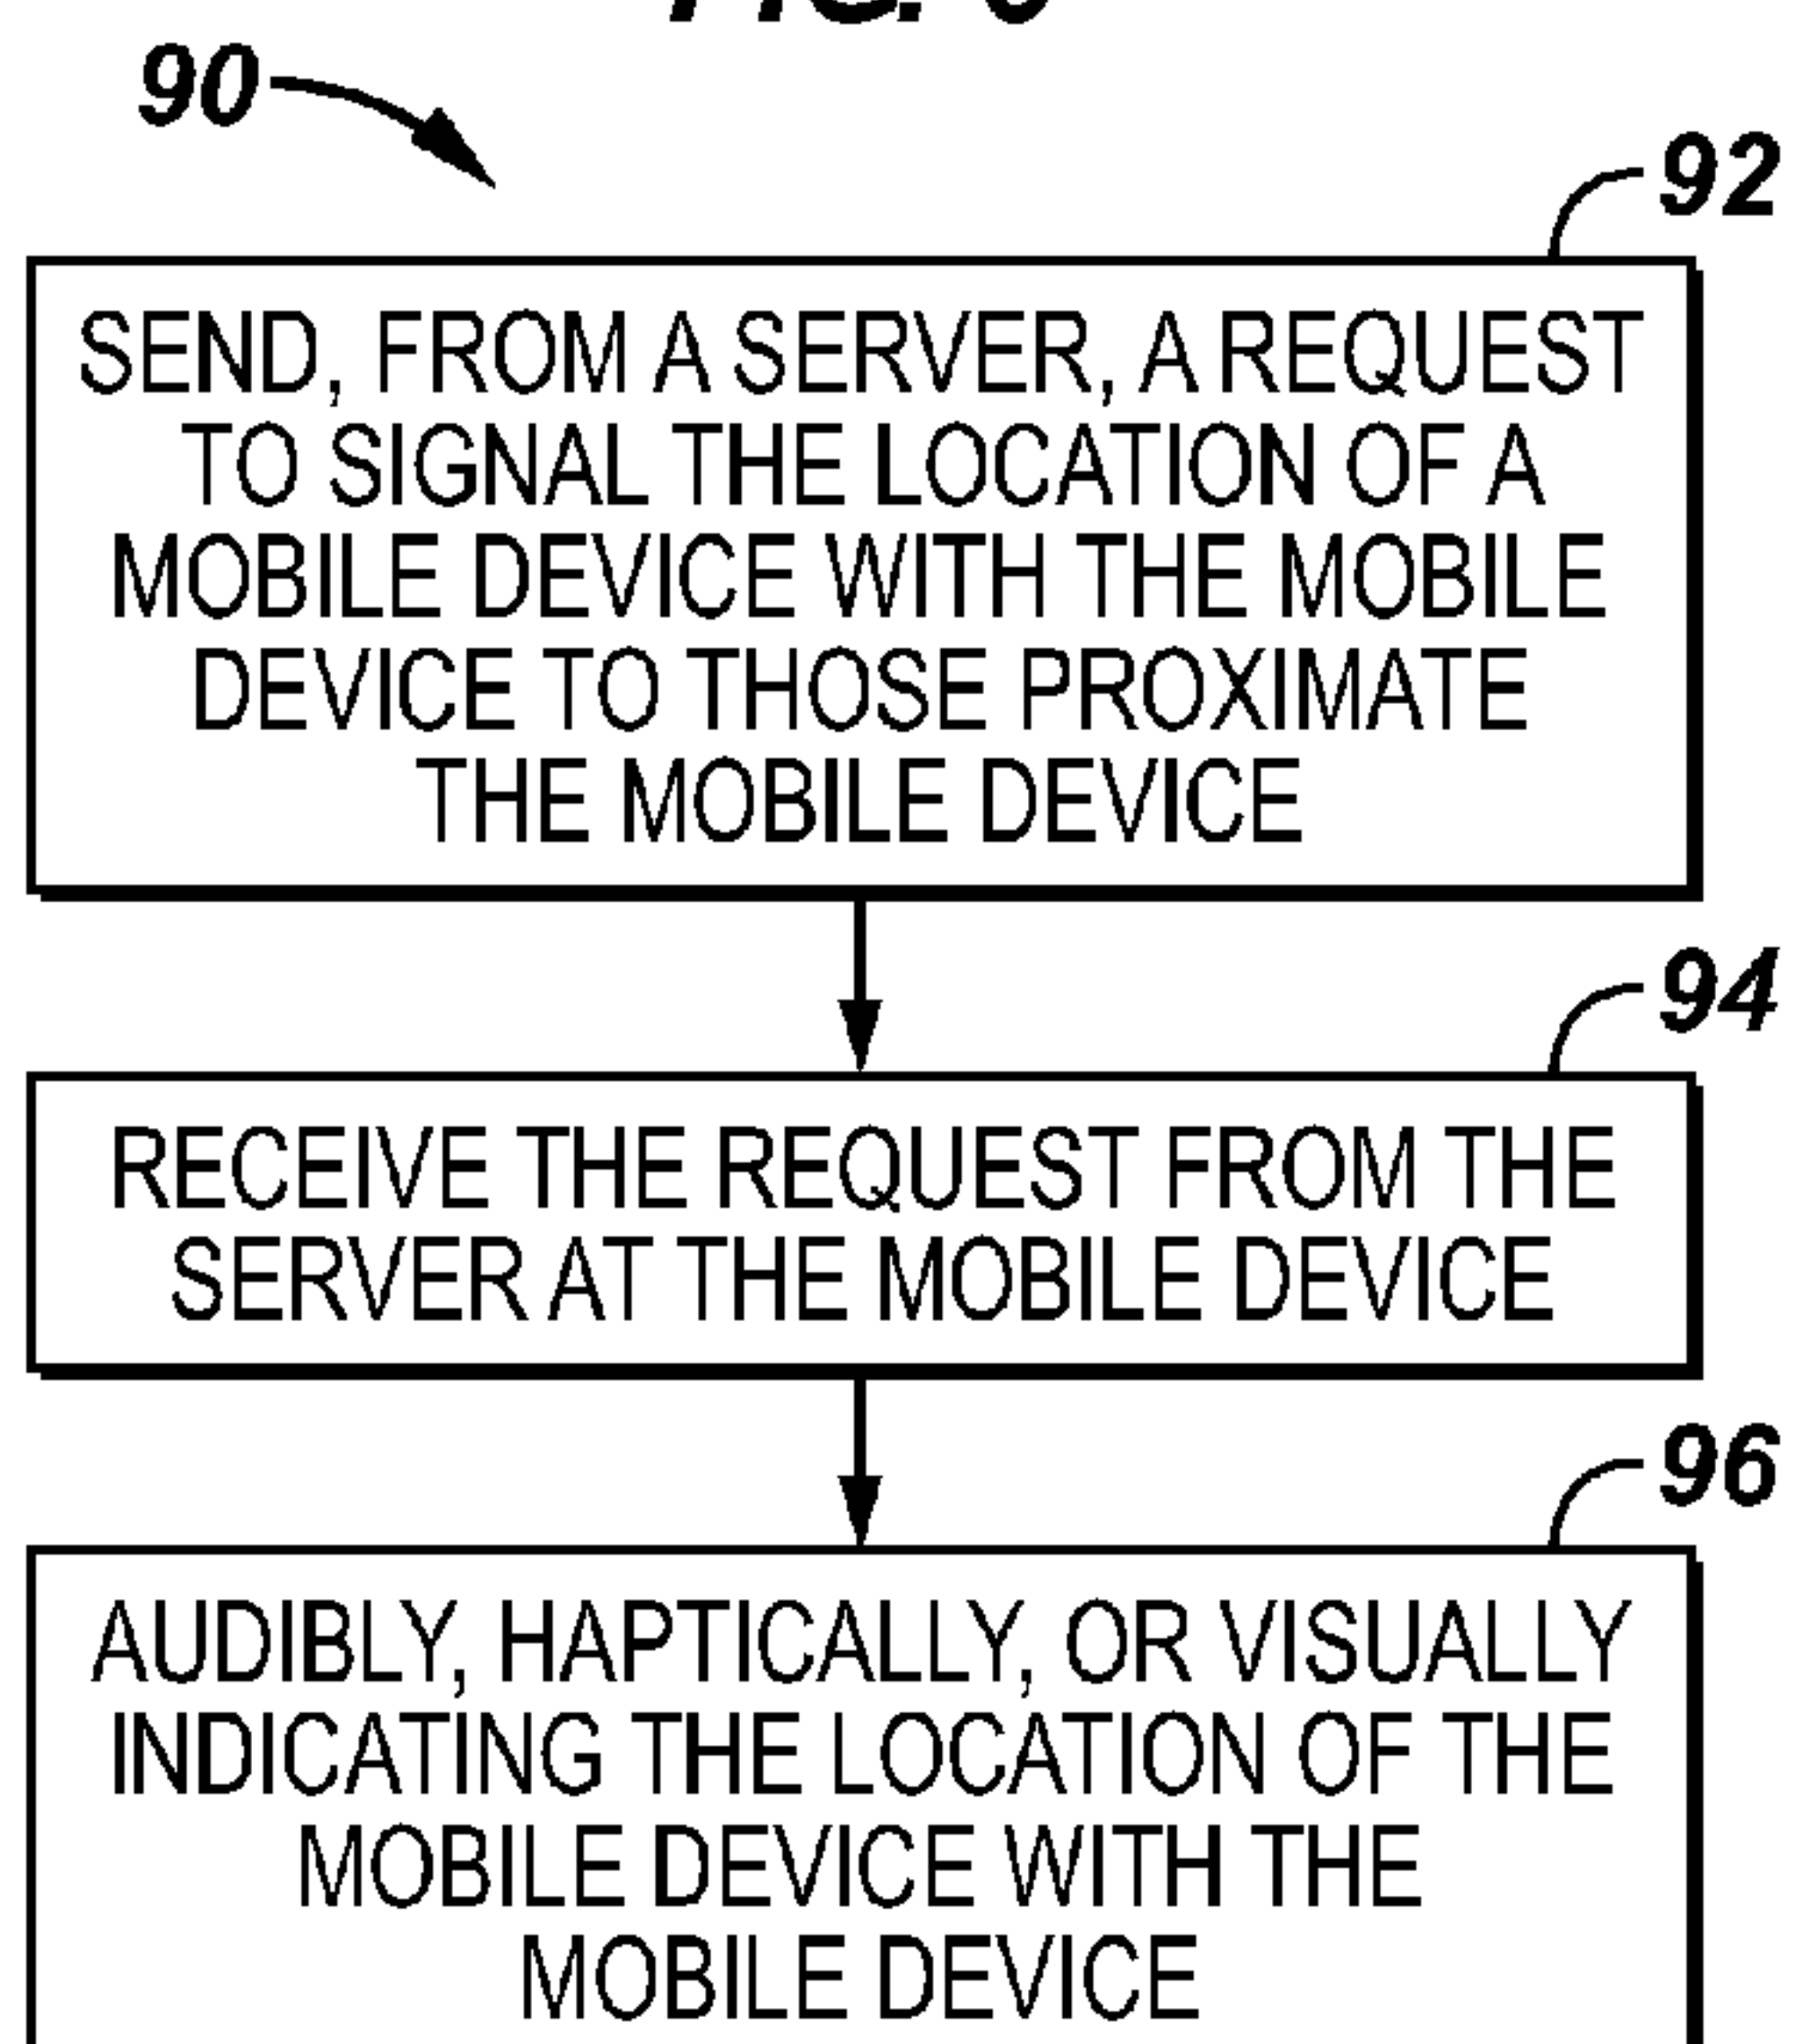 90
92
SEND, FROM A SERVER, A REQUEST
TO SIGNAL THE LOCATION OF A
MOBILE DEVICE WITH THE MOBILE
DEVICE TO THOSE PROXIMATE
THE MOBILE DEVICE
94
RECEIVE THE REQUEST FROM THE
SERVER AT THE MOBILE DEVICE
96
AUDIBLY, HAPTICALLY, OR VISUALLY
INDICATING THE LOCATION OF THE
MOBILE DEVICE WITH THE
MOBILE DEVICE